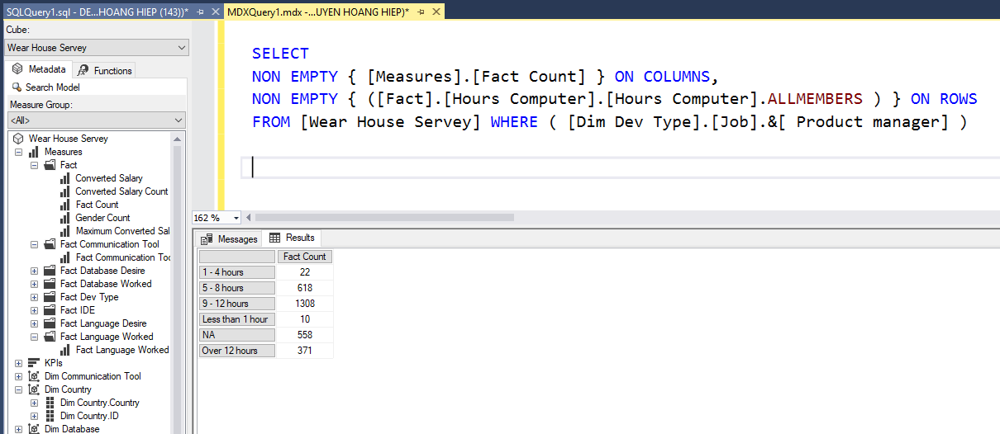 SQLQuery1.sql - DE...HOANG HIEP (143))*
MDXQuery1.mdx -...UYEN HOANG HIEP)*
Cube:
Wear House Servey
Metadata
Functions
Search Model
Measure Group:
<All>
Wear House Servey
Measures
Fact
Converted Salary
Converted Salary Count
Fact Count
Gender Count
Maximum Converted Sal
Fact Communication Tool
Fact Communication Too
Fact Database Desire
Fact Database Worked
Fact Dev Type
Fact IDE
Fact Language Desire
Fact Language Worked
Fact Language Worked
KPIs
Dim Communication Tool
Dim Country
Dim Country.Country
Dim Country.ID
Dim Database
SELECT
NON EMPTY { [Measures].[Fact Count] } ON COLUMNS,
NON EMPTY { ([Fact].[Hours Computer].[Hours Computer].ALLMEMBERS ) } ON ROWS
FROM [Wear House Servey] WHERE ( [Dim Dev Type].[Job].&[ Product manager] )
162 %
Messages
Results
Fact Count
1 - 4 hours 22
5 - 8 hours 618
9 - 12 hours 1308
Less than 1 hour 10
NA 558
Over 12 hours 371